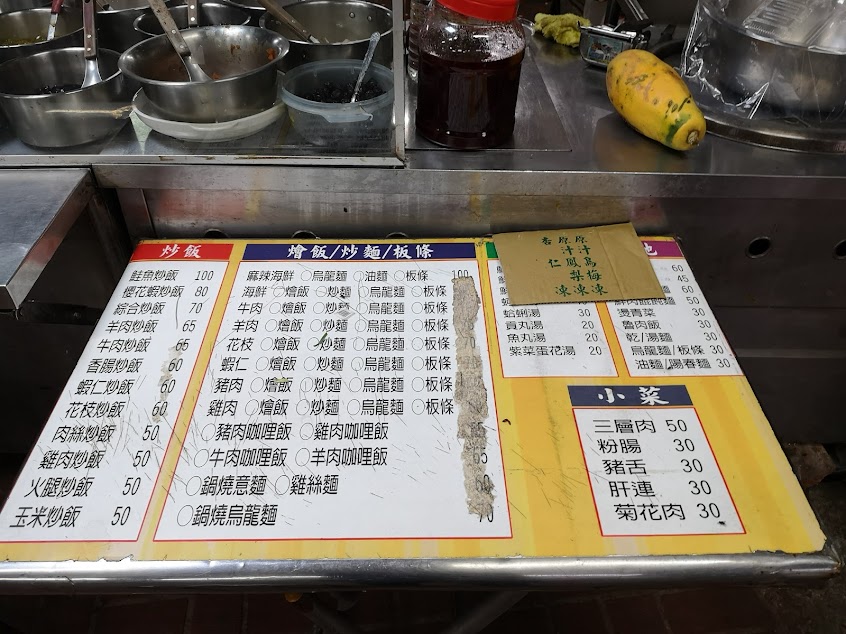 炒飯
鮭魚炒飯 100
櫻花蝦炒飯 80
綜合炒飯 70
羊肉炒飯 65
牛肉炒飯 65
香腸炒飯 60
蝦仁炒飯 60
花枝炒飯 60
肉絲炒飯 50
雞肉炒飯 50
火腿炒飯 50
玉米炒飯 50
燴飯/炒麵/板條
麻辣海鮮 ○烏龍麵 ○油麵 ○板條 100
海鮮 ○燴飯 ○炒麵 ○烏龍麵 ○板條
牛肉 ○燴飯 ○炒麵 ○烏龍麵 ○板條
羊肉 ○燴飯 ○炒麵 ○烏龍麵 ○板條
花枝 ○燴飯 ○炒麵 ○烏龍麵 ○板條
蝦仁 ○燴飯 ○炒麵 ○烏龍麵 ○板條
豬肉 ○燴飯 ○炒麵 ○烏龍麵 ○板條
雞肉 ○燴飯 ○炒麵 ○烏龍麵 ○板條
○豬肉咖哩飯 ○雞肉咖哩飯
○牛肉咖哩飯 ○羊肉咖哩飯 65
○鍋燒意麵 ○雞絲麵 60
○鍋燒烏龍麵 70
原汁烏梅凍
原汁鳳梨凍
杏仁凍
蛤蜊湯 30
貢丸湯 20
魚丸湯 20
紫菜蛋花湯 20
他
60
45
60
燙青菜 30
魯肉飯 30
乾/湯麵
烏龍麵/板條 30
油麵/陽春麵 30
小菜
三層肉 50
粉腸 30
豬舌 30
肝連 30
菊花肉 30